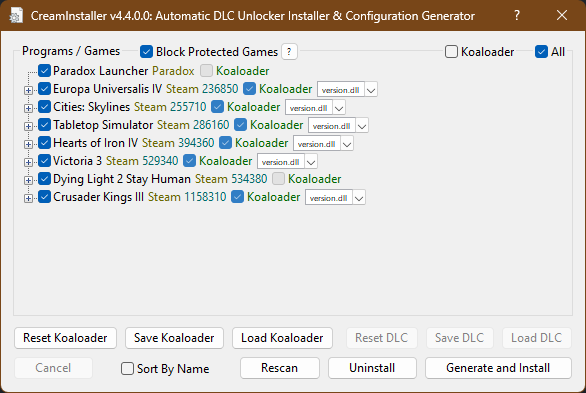 CreamInstaller v4.4.0.0: Automatic DLC Unlocker Installer & Configuration Generator ?
Programs / Games Block Protected Games ? Koaloader All
Paradox Launcher Paradox Koaloader
Europa Universalis IV Steam 236850 Koaloader version.dll
Cities: Skylines Steam 255710 Koaloader version.dll
Tabletop Simulator Steam 286160 Koaloader version.dll
Hearts of Iron IV Steam 394360 Koaloader version.dll
Victoria 3 Steam 529340 Koaloader version.dll
Dying Light 2 Stay Human Steam 534380 Koaloader
Crusader Kings III Steam 1158310 Koaloader version.dll
Reset Koaloader Save Koaloader Load Koaloader Reset DLC Save DLC Load DLC
Cancel Sort By Name Rescan Uninstall Generate and Install